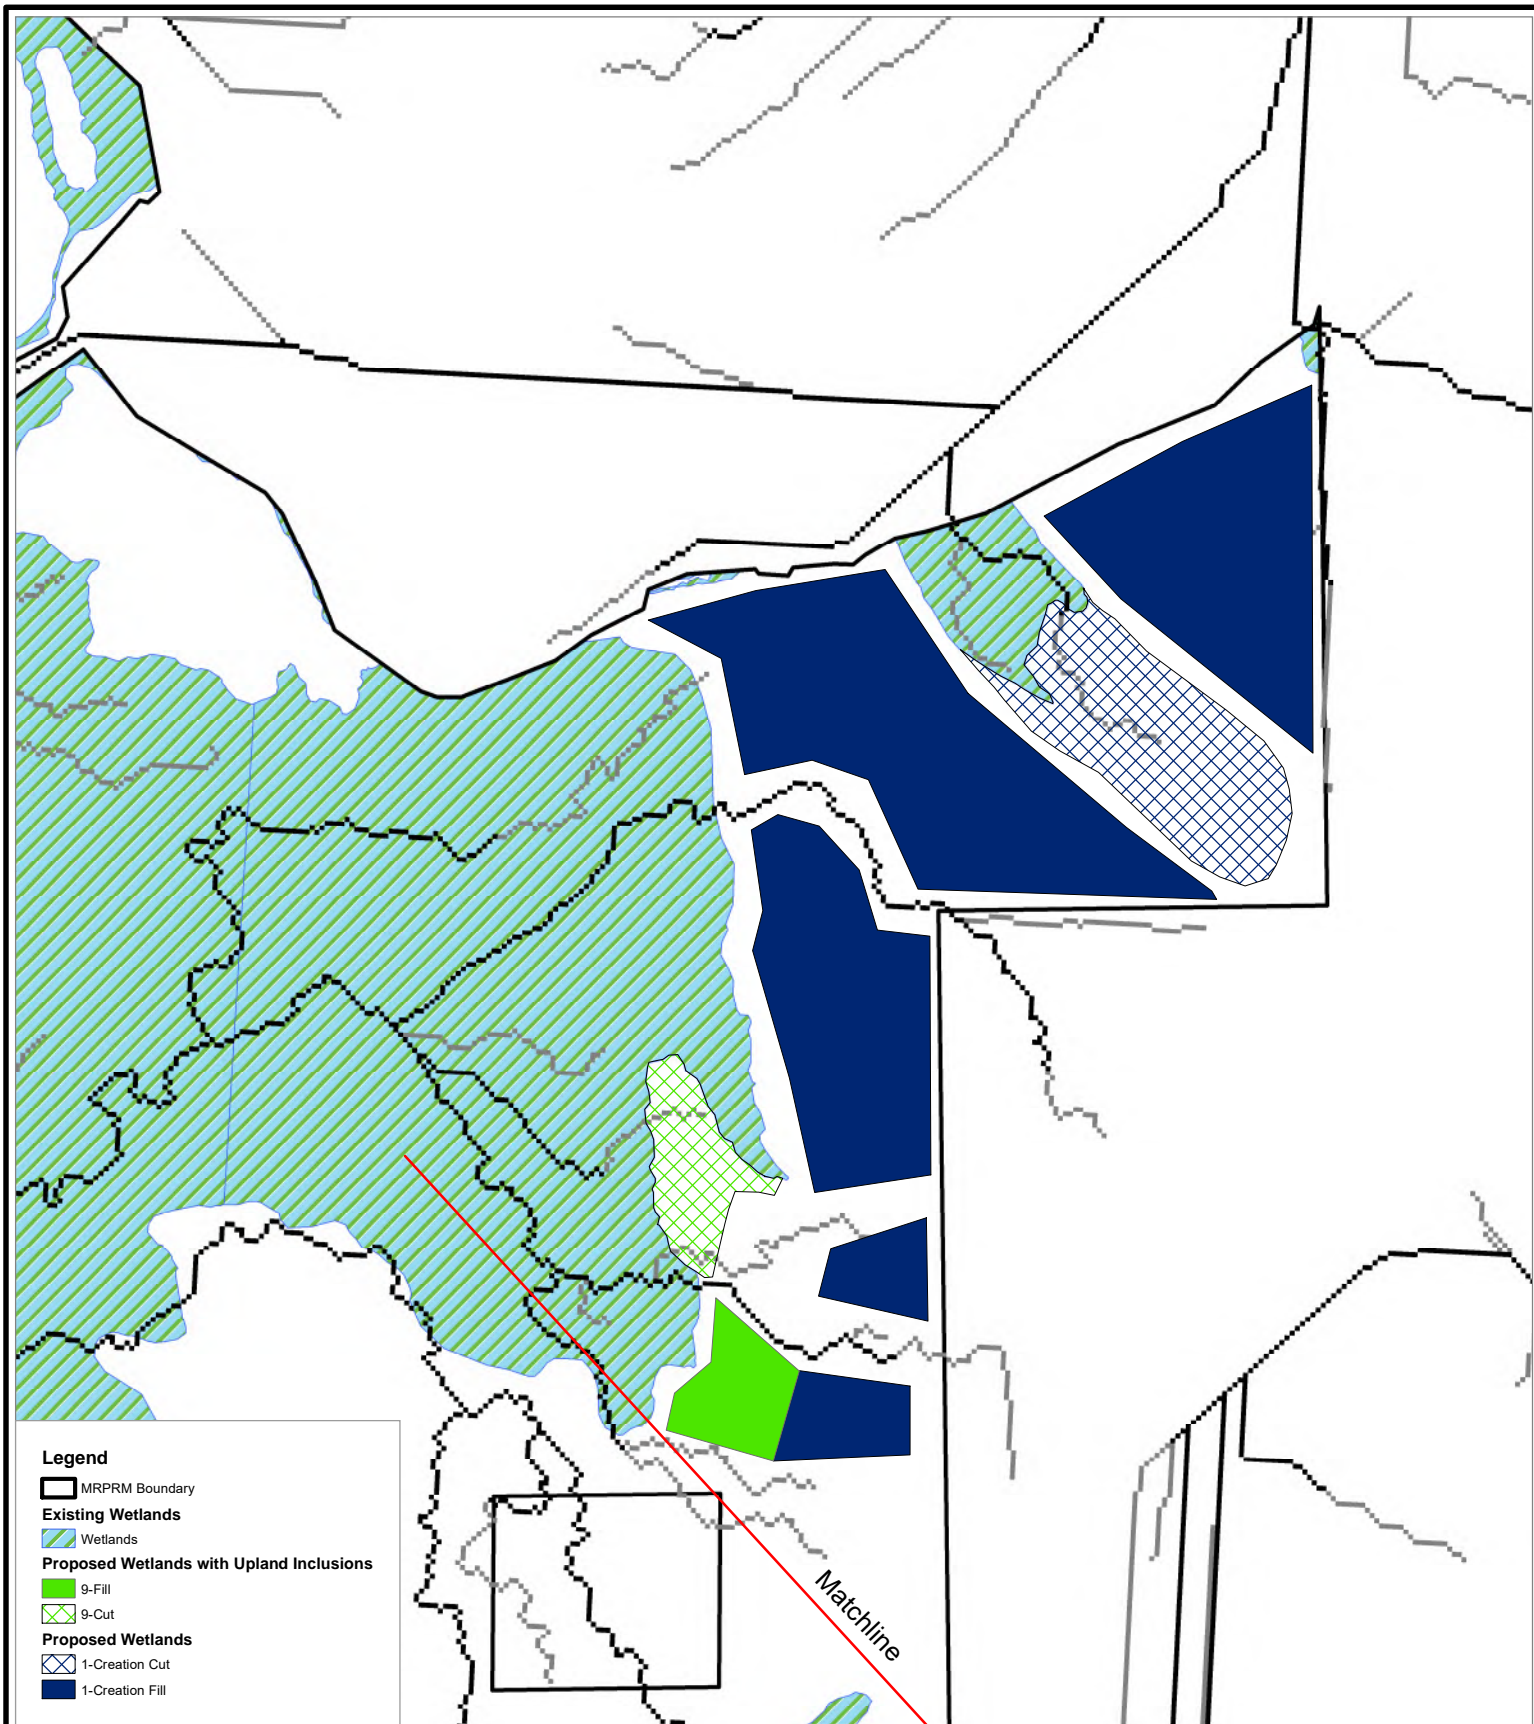 Matchline
Legend
MRPRM Boundary
Existing Wetlands
Wetlands
Proposed Wetlands with Upland Inclusions
9-Fill
9-Cut
Proposed Wetlands
1-Creation Cut
1-Creation Fill